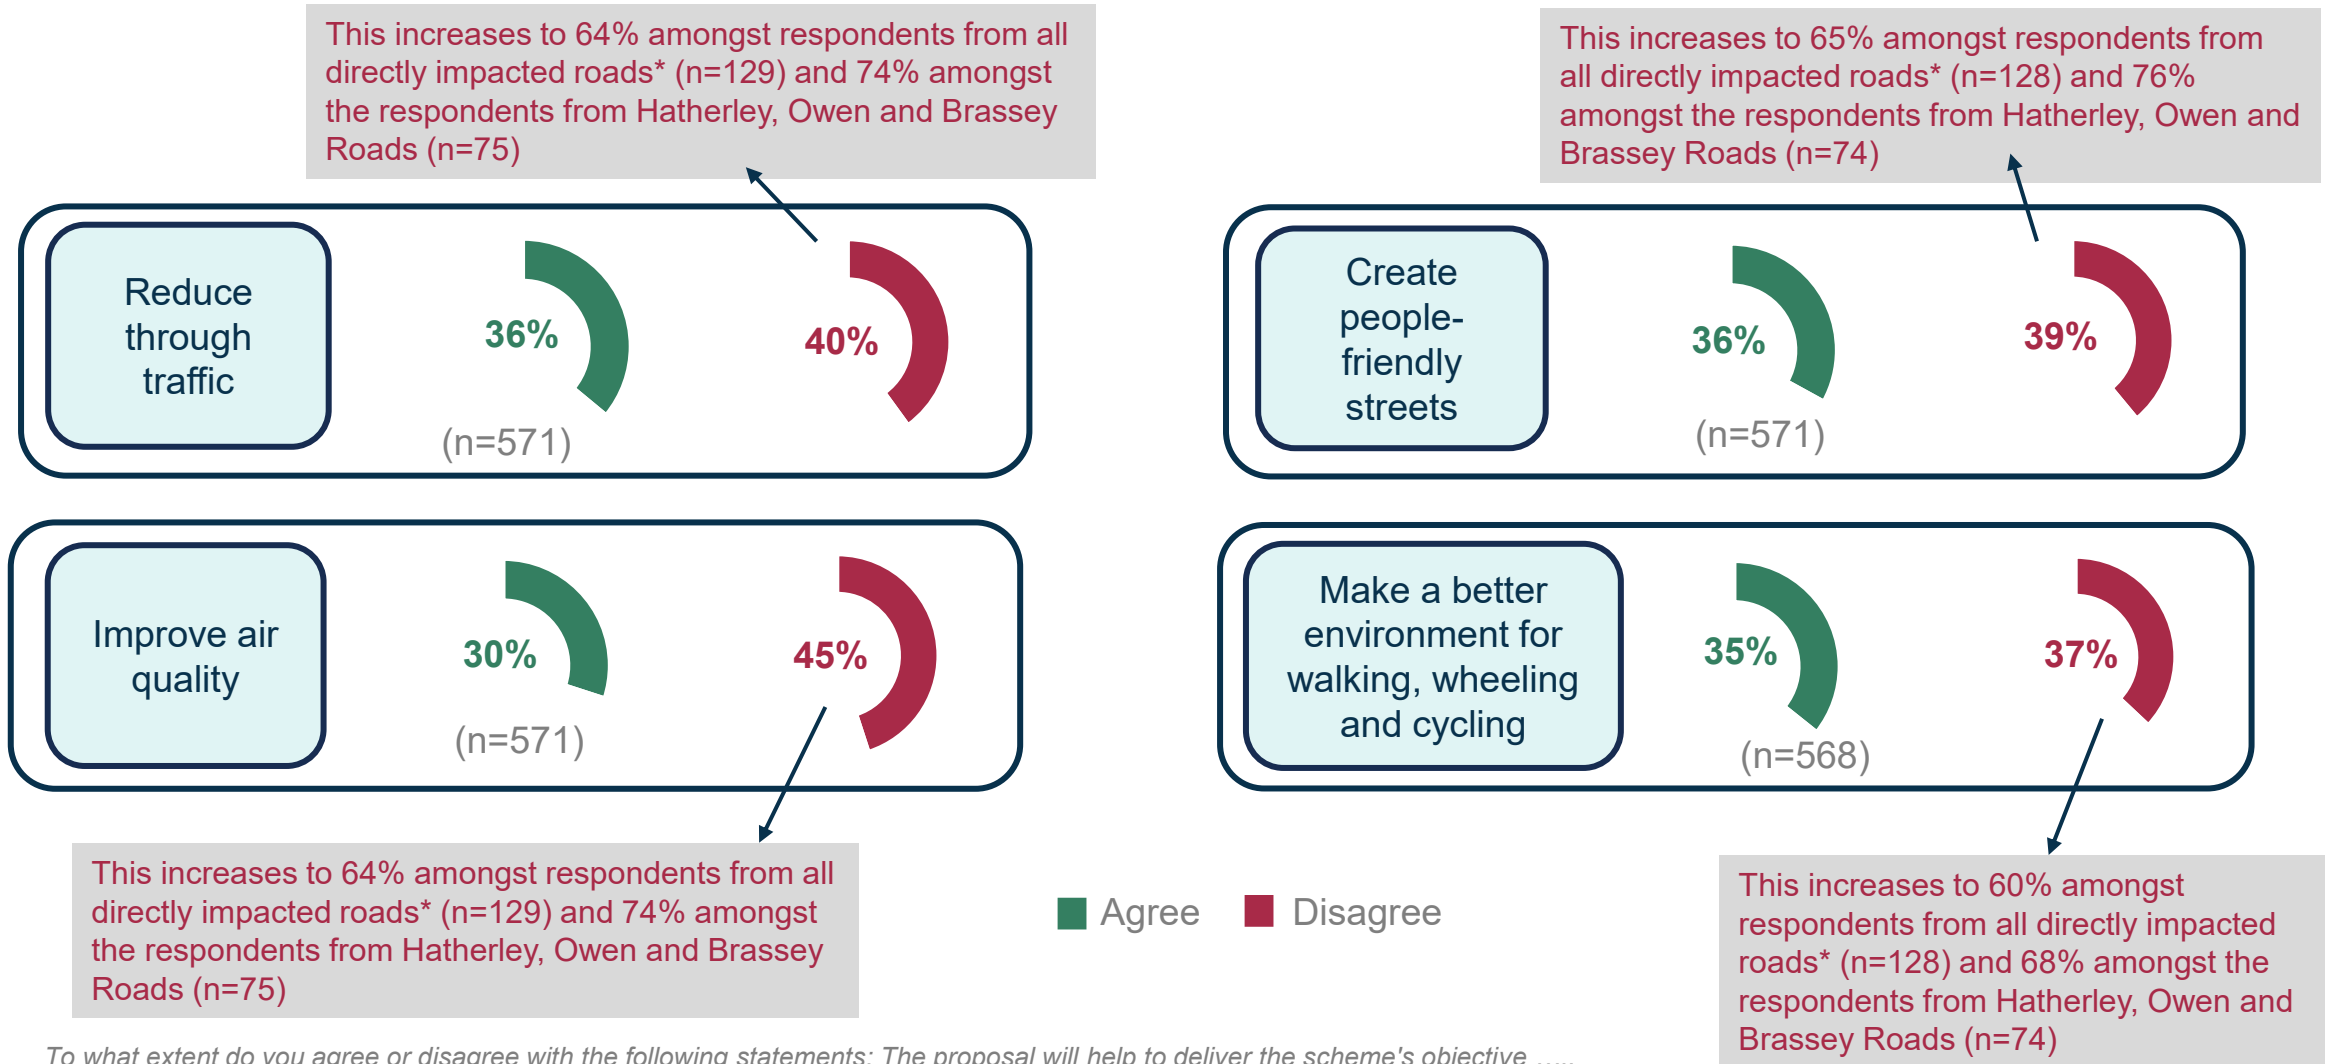 This increases to 64% amongst respondents from all
directly impacted roads* (n=129) and 74% amongst
the respondents from Hatherley, Owen and Brassey
Roads (n=75)
This increases to 65% amongst respondents from
all directly impacted roads* (n=128) and 76%
amongst the respondents from Hatherley, Owen and
Brassey Roads (n=74)
Reduce
through
traffic
36%
(n=571)
40%
Create
people-
friendly
streets
36%
(n=571)
39%
Improve air
quality
30%
(n=571)
45%
Make a better
environment for
walking, wheeling
and cycling
35%
(n=568)
37%
This increases to 64% amongst respondents from all
directly impacted roads* (n=129) and 74% amongst
the respondents from Hatherley, Owen and Brassey
Roads (n=75)
Agree
Disagree
This increases to 60% amongst
respondents from all directly impacted
roads* (n=128) and 68% amongst the
respondents from Hatherley, Owen and
Brassey Roads (n=74)
To what extent do you agree or disagree with the following statements: The proposal will help to deliver the scheme's objective .....